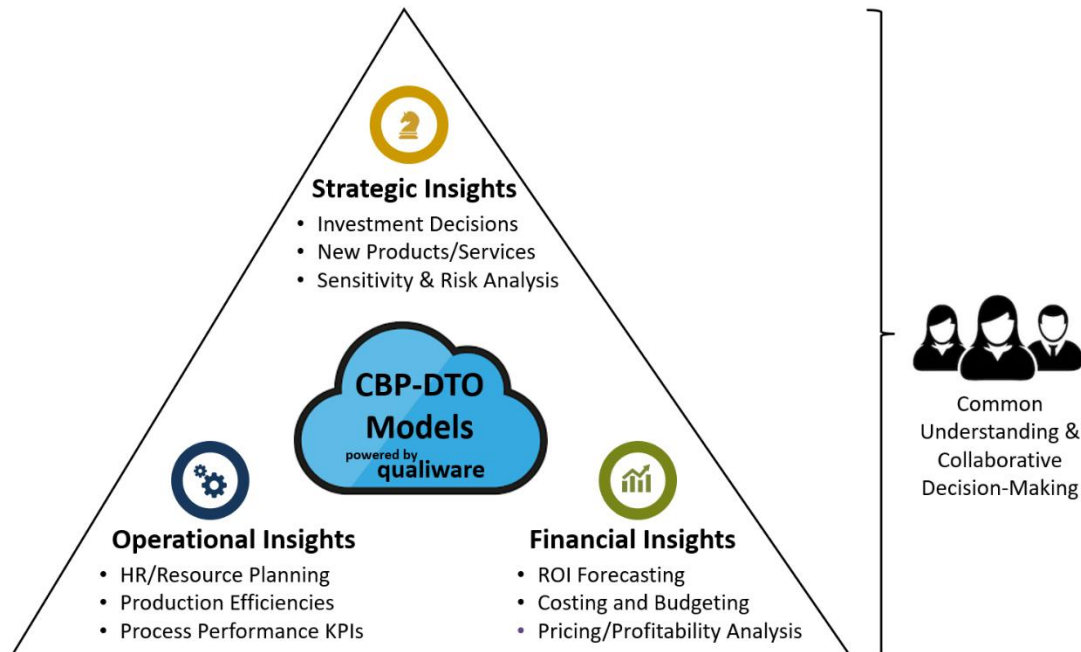 Strategic Insights
• Investment Decisions
• New Products/Services
• Sensitivity & Risk Analysis
CBP-DTO
Models
powered by
qualiware
Operational Insights
• HR/Resource Planning
• Production Efficiencies
• Process Performance KPIs
Financial Insights
• ROI Forecasting
• Costing and Budgeting
• Pricing/Profitability Analysis
Common
Understanding &
Collaborative
Decision-Making